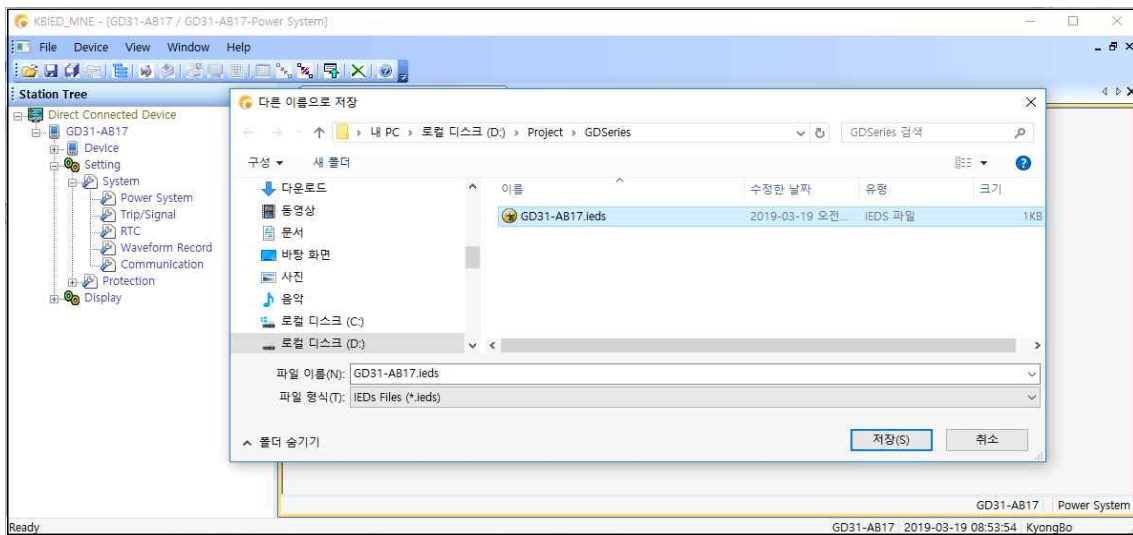 KBIED_MNE - [GD31-AB17 / GD31-AB17-Power System]
File Device View Window Help
Station Tree
Direct Connected Device
GD31-AB17
Device
Setting
System
Power System
Trip/Signal
RTC
Waveform Record
Communication
Protection
Display
다른 이름으로 저장
내 PC > 로컬 디스크 (D:) > Project > GDSeries
GDSeries 검색
구성 새 폴더
다운로드
동영상
문서
바탕 화면
사진
음악
로컬 디스크 (C:)
로컬 디스크 (D:)
이름 수정한 날짜 유형 크기
GD31-AB17.ieds 2019-03-19 오전... IEDS 파일 1KB
파일 이름(N): GD31-AB17.ieds
파일 형식(T): IEDs Files (*.ieds)
폴더 숨기기
저장(S) 취소
GD31-AB17 Power System
Ready GD31-AB17 2019-03-19 08:53:54 KyongBo